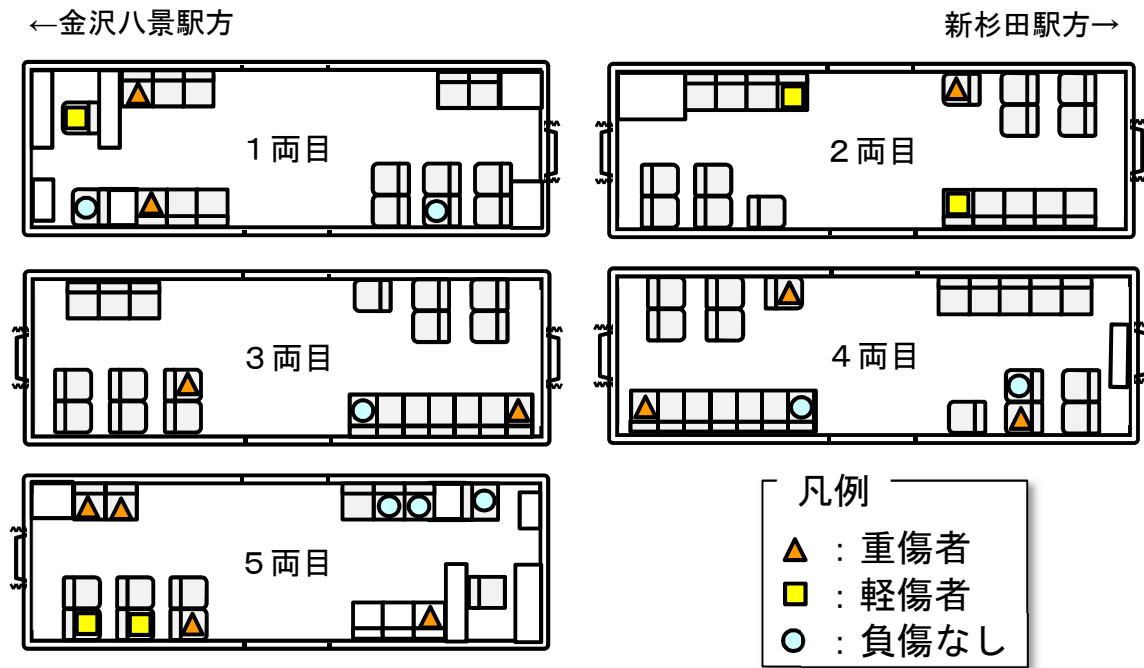 ←金沢八景駅方
新杉田駅方→
1両目
2両目
3両目
4両目
5両目
凡例
：重傷者
：軽傷者
：負傷なし